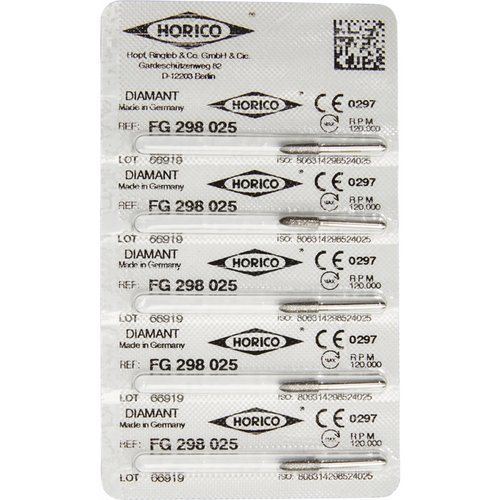 HORICO
Hopf, Ringleb & Co. GmbH & Cie.
Gardeschützenweg 82
D-12203 Berlin
DIAMANT HORICO CE 0297
Made in Germany
REF: FG 298 025 MAX. RPM 120.000
LOT 66919 ISO: 806314298524025
DIAMANT HORICO CE 0297
Made in Germany
REF: FG 298 025 MAX. RPM 120.000
LOT 66919 ISO: 806314298524025
DIAMANT HORICO CE 0297
Made in Germany
REF: FG 298 025 MAX. RPM 120.000
LOT 66919 ISO: 806314298524025
DIAMANT HORICO CE 0297
Made in Germany
REF: FG 298 025 MAX. RPM 120.000
LOT 66919 ISO: 806314298524025
DIAMANT HORICO CE 0297
Made in Germany
REF: FG 298 025 MAX. RPM 120.000
LOT 66919 ISO: 806314298524025